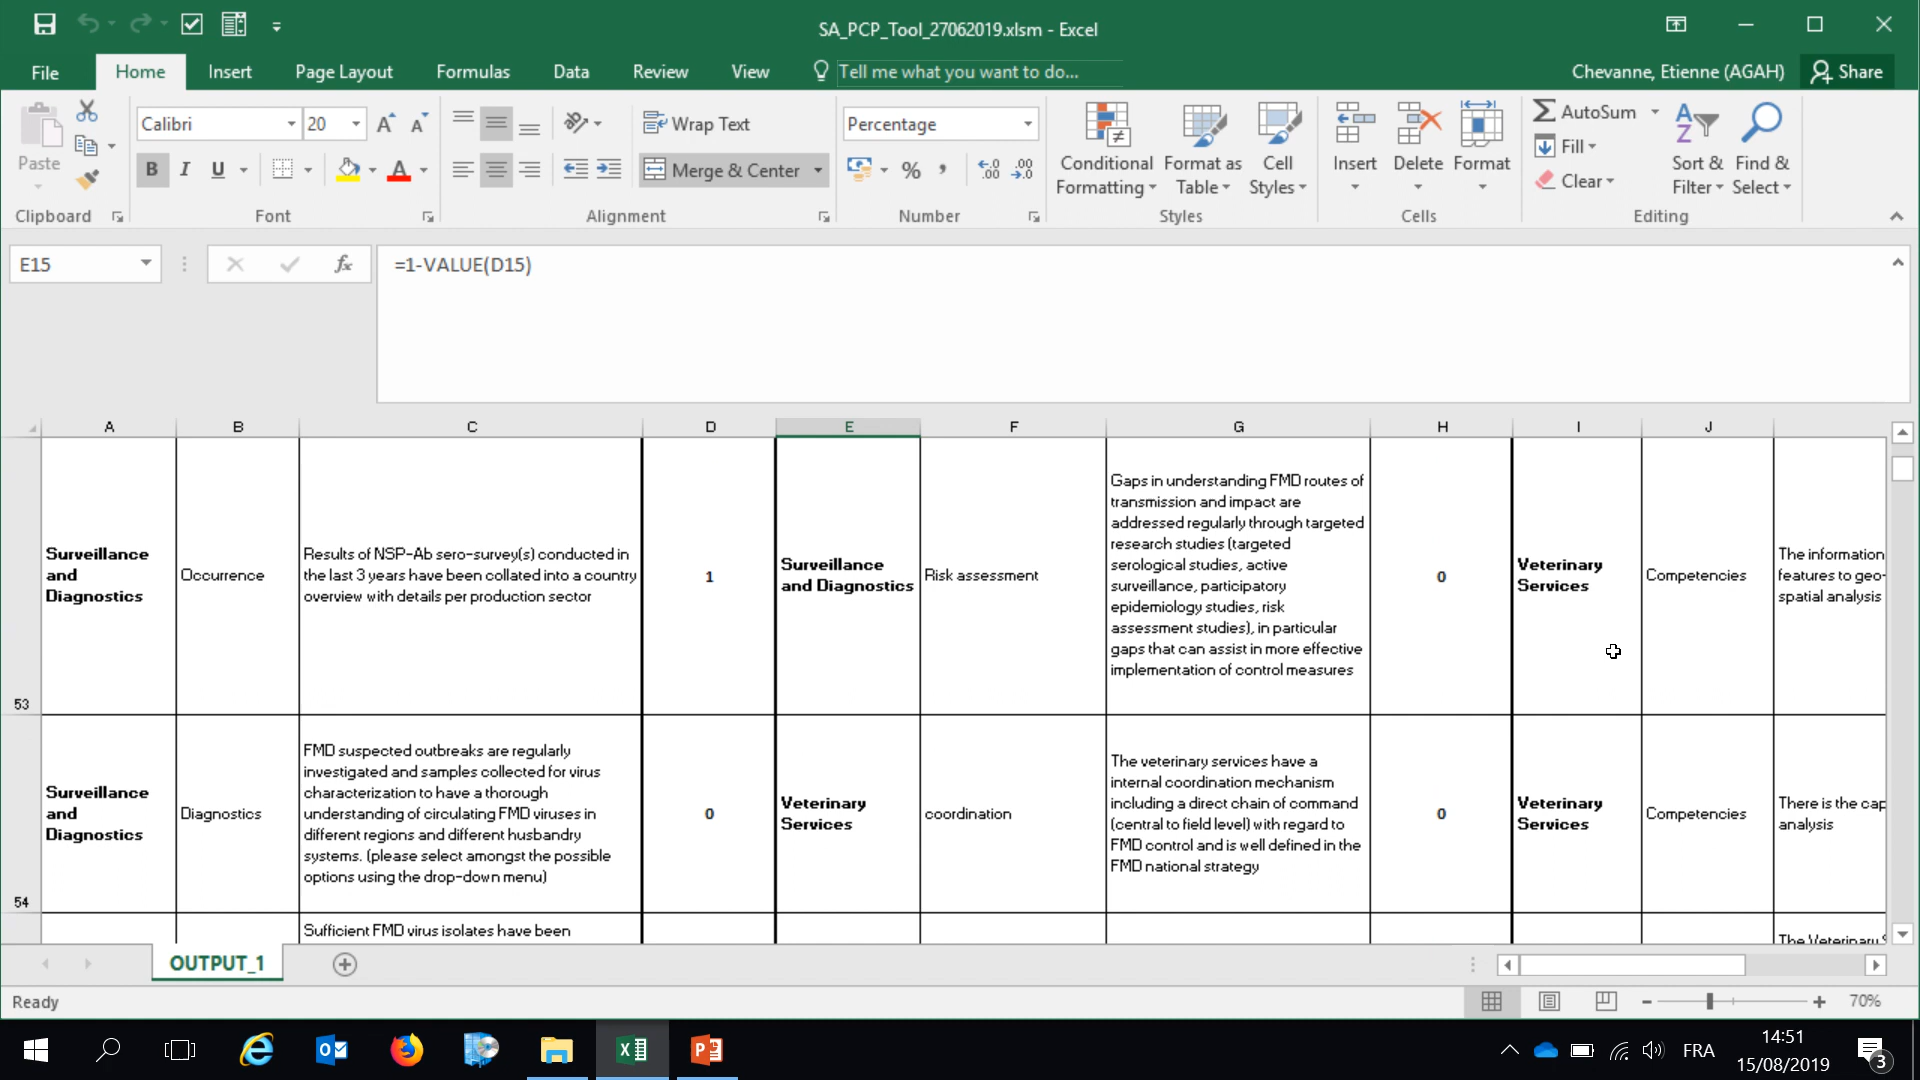 SA_PCP_Tool_27062019.xlsm - Excel
File Home Insert Page Layout Formulas Data Review View Tell me what you want to do... Chevanne, Etienne (AGAH) Share
Paste
Clipboard
Calibri 20
B I U
Font
Wrap Text
Merge & Center
Alignment
Percentage
%
Number
Conditional
Formatting
Format as
Table
Cell
Styles
Styles
Insert Delete Format
Cells
AutoSum
Fill
Clear
Sort &
Filter
Find &
Select
Editing
E15 fx =1-VALUE(D15)
A B C D E F G H I J
53
Surveillance
and
Diagnostics
Occurrence
Results of NSP-Ab sero-survey(s) conducted in
the last 3 years have been collated into a country
overview with details per production sector
1
Surveillance
and Diagnostics
Risk assessment
Gaps in understanding FMD routes of
transmission and impact are
addressed regularly through targeted
research studies (targeted
serological studies, active
surveillance, participatory
epidemiology studies, risk
assessment studies), in particular
gaps that can assist in more effective
implementation of control measures
0
Veterinary
Services
Competencies
The information
features to geo-
spatial analysis
54
Surveillance
and
Diagnostics
Diagnostics
FMD suspected outbreaks are regularly
investigated and samples collected for virus
characterization to have a thorough
understanding of circulating FMD viruses in
different regions and different husbandry
systems. (please select amongst the possible
options using the drop-down menu)
0
Veterinary
Services
coordination
The veterinary services have a
internal coordination mechanism
including a direct chain of command
(central to field level) with regard to
FMD control and is well defined in the
FMD national strategy
0
Veterinary
Services
Competencies
There is the cap
analysis
Sufficient FMD virus isolates have been
The Veterinary
OUTPUT_1
Ready
70%
FRA
14:51
15/08/2019
3